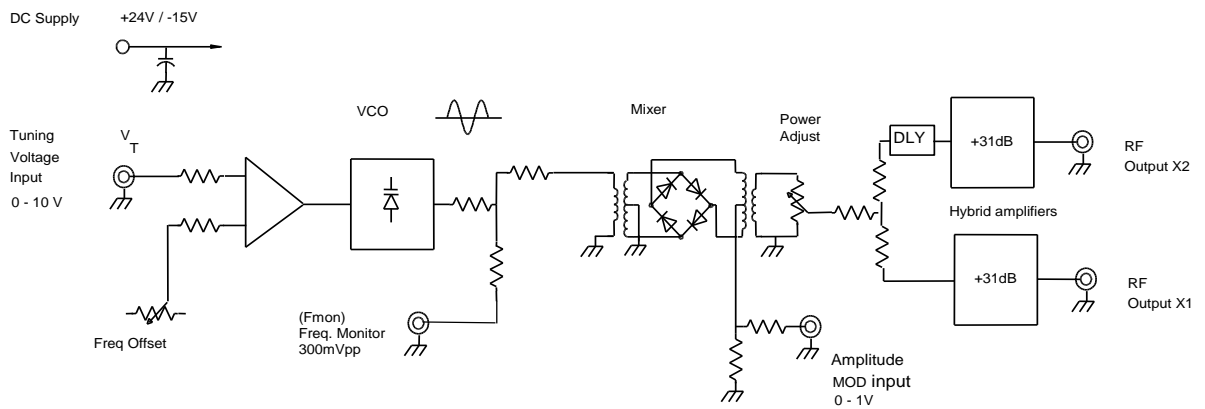 DC Supply
+24V / -15V
VCO
Mixer
Power
Adjust
DLY
+31dB
RF
Output X2
Tuning
Voltage
Input
0 - 10 V
V
T
Hybrid amplifiers
+31dB
RF
Output X1
(Fmon)
Freq. Monitor
300mVpp
Freq Offset
Amplitude
MOD input
0 - 1V